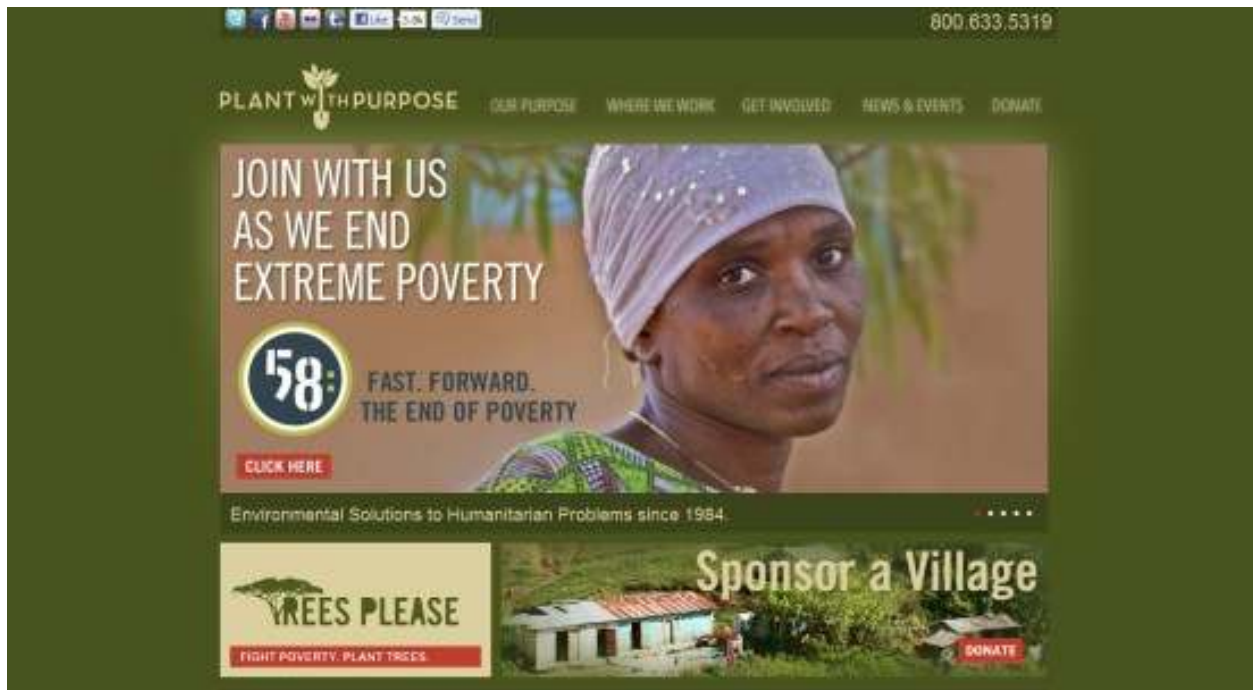 Like
Send
800.633.5319
PLANT WITH PURPOSE
OUR PURPOSE WHERE WE WORK GET INVOLVED NEWS & EVENTS DONATE
JOIN WITH US
AS WE END
EXTREME POVERTY
58:
FAST. FORWARD.
THE END OF POVERTY
CLICK HERE
Environmental Solutions to Humanitarian Problems since 1984.
TREES PLEASE
FIGHT POVERTY. PLANT TREES.
Sponsor a Village
DONATE